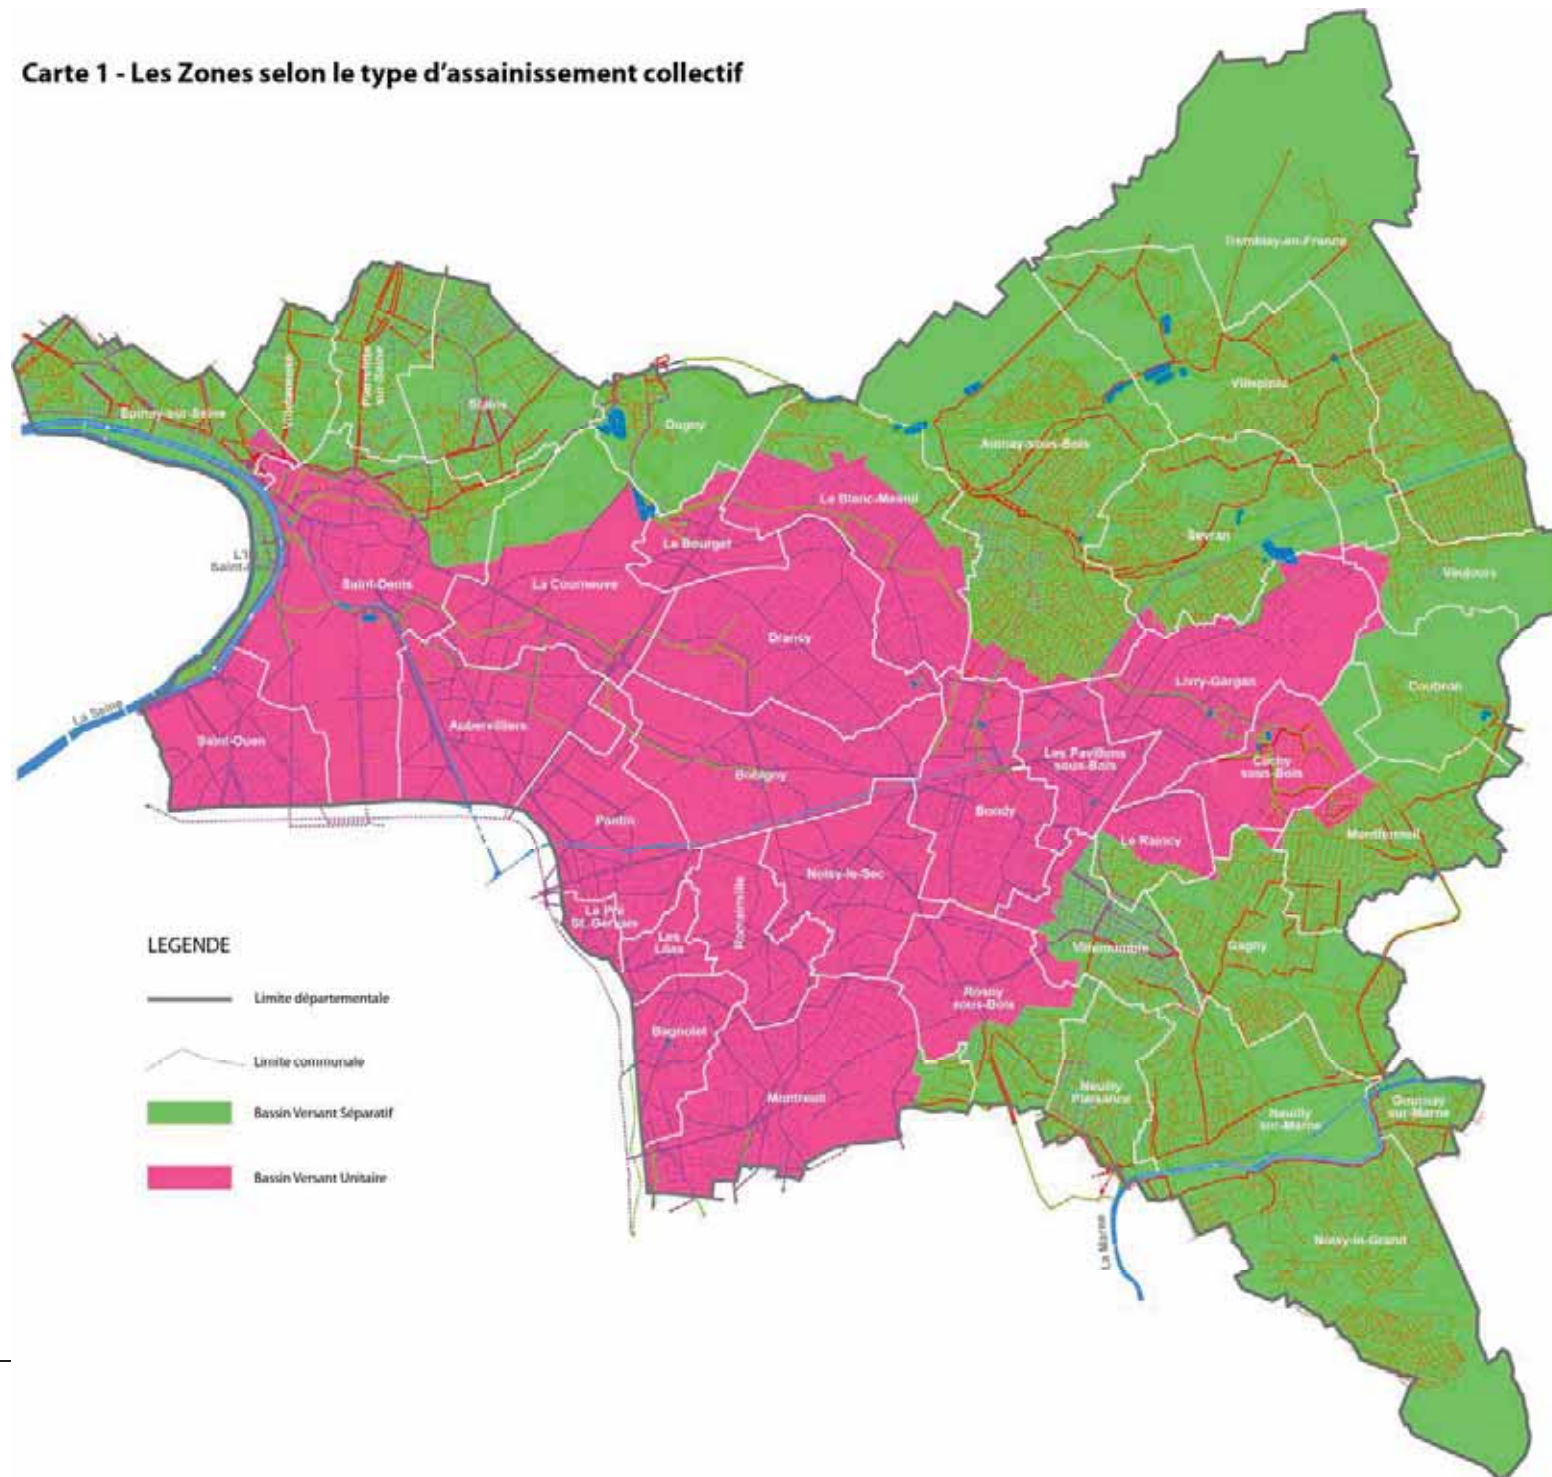 Carte 1 - Les Zones selon le type d'assainissement collectif
Tremblay-en-France
Villepinte
Epinay-sur-Seine
Villetaneuse
Pierrefitte
sur-Seine
Stains
Dugny
Aulnay-sous-Bois
Le Blanc-Mesnil
Sevran
Vaujours
Le Bourget
La Courneuve
Saint-Denis
Drancy
Livry-Gargan
Coubron
La Seine
Saint-Ouen
Aubervilliers
Bobigny
Les Pavillons
sous-Bois
Clichy
sous-Bois
Pantin
Bondy
Le Raincy
Montfermeil
Noisy-le-Sec
Romainville
Le Pré
St. Gervais
Les
Lilas
Villemomble
Gagny
Rosny
sous-Bois
Bagnolet
Montreuil
Neuilly
Plaisance
Neuilly
sur-Marne
Gournay
sur-Marne
La Marne
Noisy-le-Grand
LEGENDE
Limite départementale
Limite communale
Bassin Versant Séparatif
Bassin Versant Unitaire